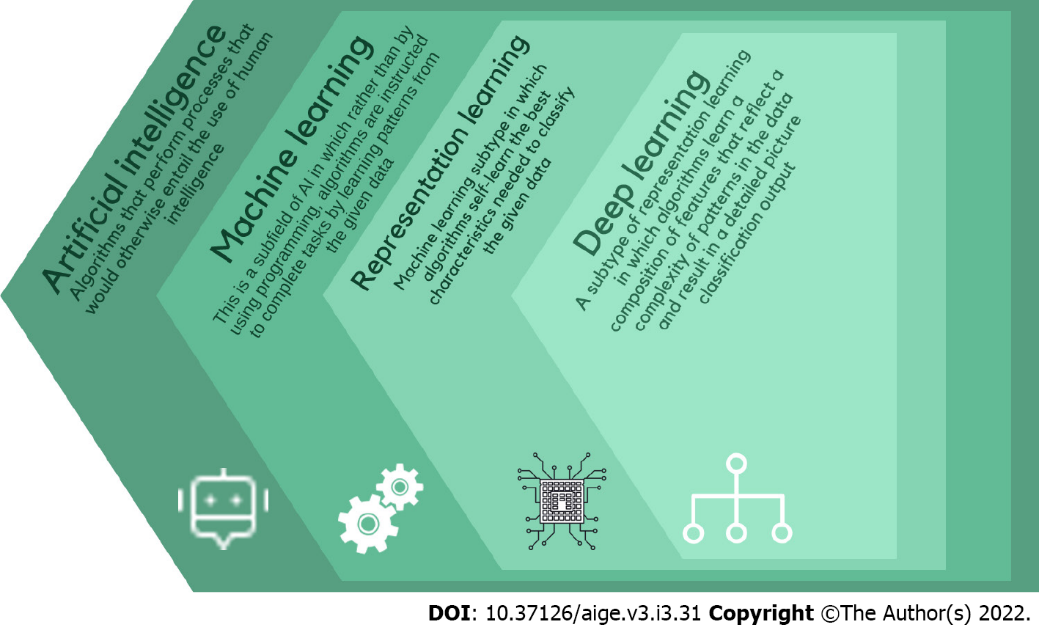 Artificial intelligence
Algorithms that perform processes that
would otherwise entail the use of human
intelligence
Machine learning
This is a subfield of AI in which rather than by
using programming, algorithms are instructed
to complete tasks by learning patterns from
the given data
Representation learning
Machine learning subtype in which
algorithms self-learn the best
characteristics needed to classify
the given data
Deep learning
A subtype of representation learning
in which algorithms learn a
composition of features that reflect a
complexity of patterns in the data
and result in a detailed picture
classification output
DOI: 10.37126/aige.v3.i3.31 Copyright ©The Author(s) 2022.